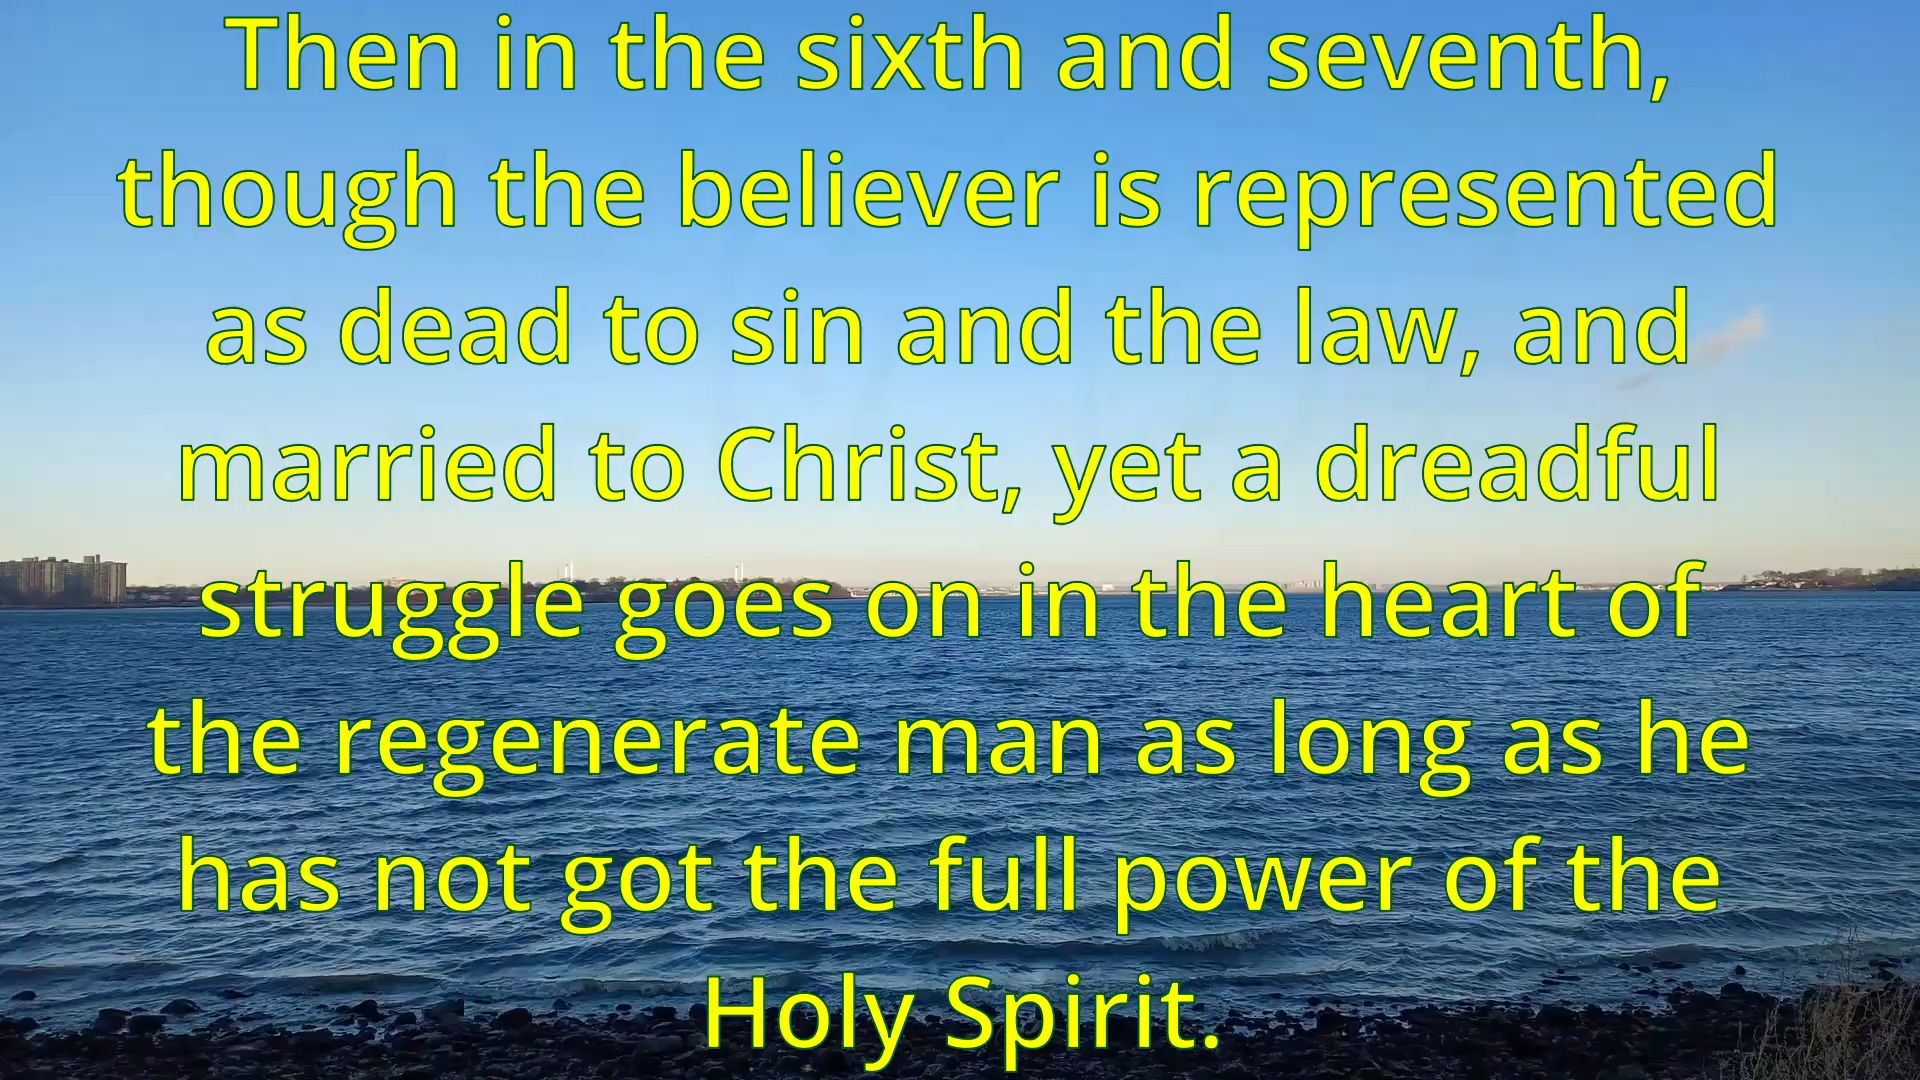 Then in the sixth and seventh,
though the believer is represented
as dead to sin and the law, and
married to Christ, yet a dreadful
struggle goes on in the heart of
the regenerate man as long as he
has not got the full power of the
Holy Spirit.